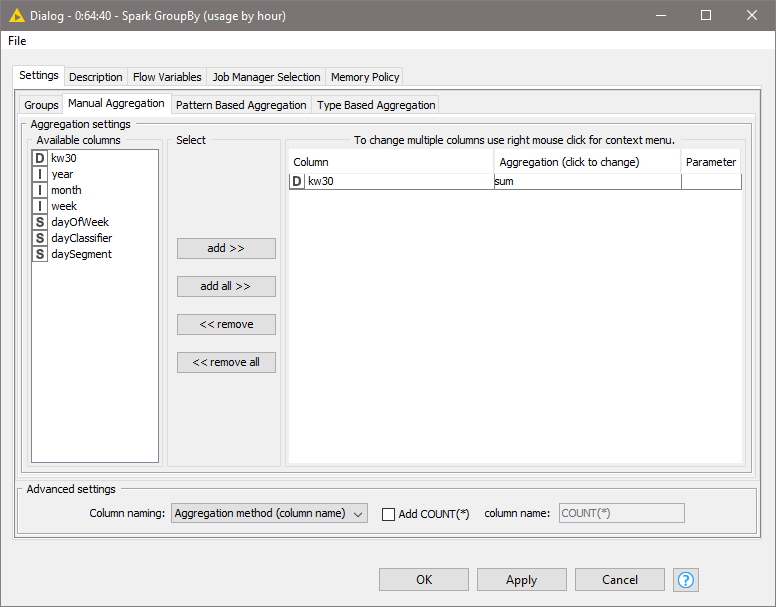 Dialog - 0:64:40 - Spark GroupBy (usage by hour)
File
Settings Description Flow Variables Job Manager Selection Memory Policy
Groups Manual Aggregation Pattern Based Aggregation Type Based Aggregation
Aggregation settings
Available columns
D kw30
I year
I month
I week
S dayOfWeek
S dayClassifier
S daySegment
Select
add >>
add all >>
<< remove
<< remove all
To change multiple columns use right mouse click for context menu.
Column Aggregation (click to change) Parameter
D kw30 sum
Advanced settings
Column naming: Aggregation method (column name) Add COUNT(*) column name: COUNT(*)
OK Apply Cancel ?